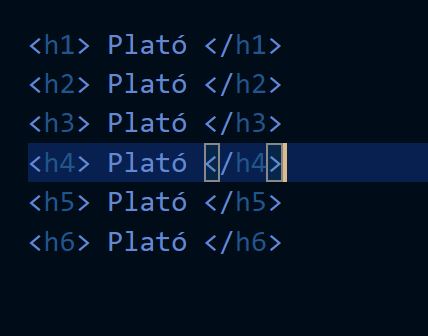 <h1> Plató </h1>
<h2> Plató </h2>
<h3> Plató </h3>
<h4> Plató </h4>
<h5> Plató </h5>
<h6> Plató </h6>